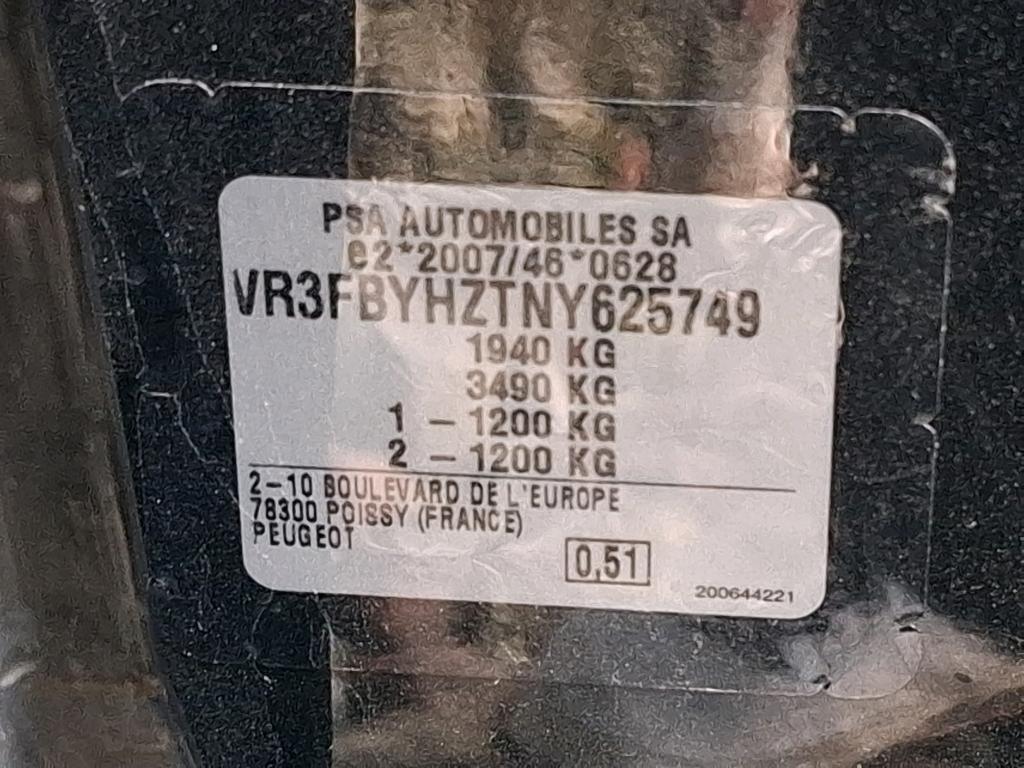 PSA AUTOMOBILES SA
e2*2007/46*0628
VR3FBYHZTNY625749
1940 KG
3490 KG
1 – 1200 KG
2 – 1200 KG
2–10 BOULEVARD DE L'EUROPE
78300 POISSY (FRANCE)
PEUGEOT
0,51
200644221